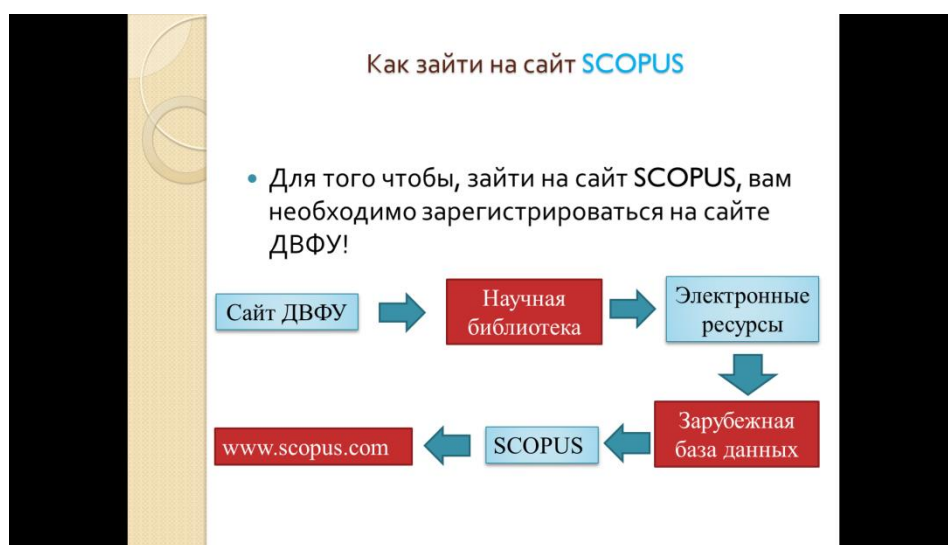 Как зайти на сайт SCOPUS
• Для того чтобы, зайти на сайт SCOPUS, вам
необходимо зарегистрироваться на сайте
ДВФУ!
Сайт ДВФУ
Научная
библиотека
Электронные
ресурсы
Зарубежная
база данных
SCOPUS
www.scopus.com